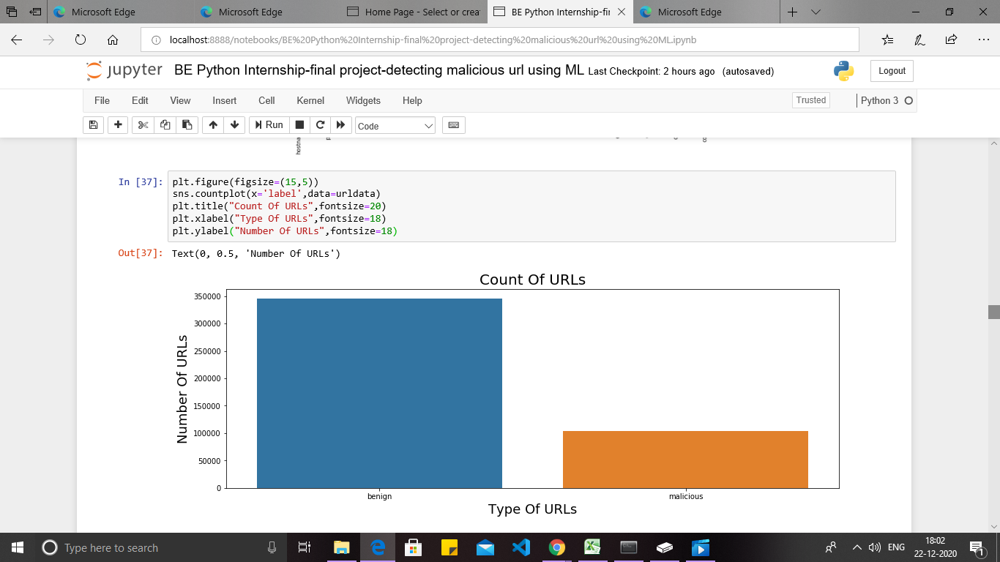 Microsoft Edge
Microsoft Edge
Home Page - Select or crea
BE Python Internship-fin
Microsoft Edge
localhost:8888/notebooks/BE%20Python%20Internship-final%20project-detecting%20malicious%20url%20using%20ML.ipynb
jupyter BE Python Internship-final project-detecting malicious url using ML Last Checkpoint: 2 hours ago (autosaved)
Logout
File Edit View Insert Cell Kernel Widgets Help
Trusted
Python 3
Run
Code
hostna
In [37]:
plt.figure(figsize=(15,5))
sns.countplot(x='label',data=urldata)
plt.title("Count Of URLs",fontsize=20)
plt.xlabel("Type Of URLs",fontsize=18)
plt.ylabel("Number Of URLs",fontsize=18)
Out[37]: Text(0, 0.5, 'Number Of URLs')
Count Of URLs
350000
300000
250000
200000
150000
100000
50000
0
Number Of URLs
benign
malicious
Type Of URLs
Type here to search
ENG
18:02
22-12-2020
1